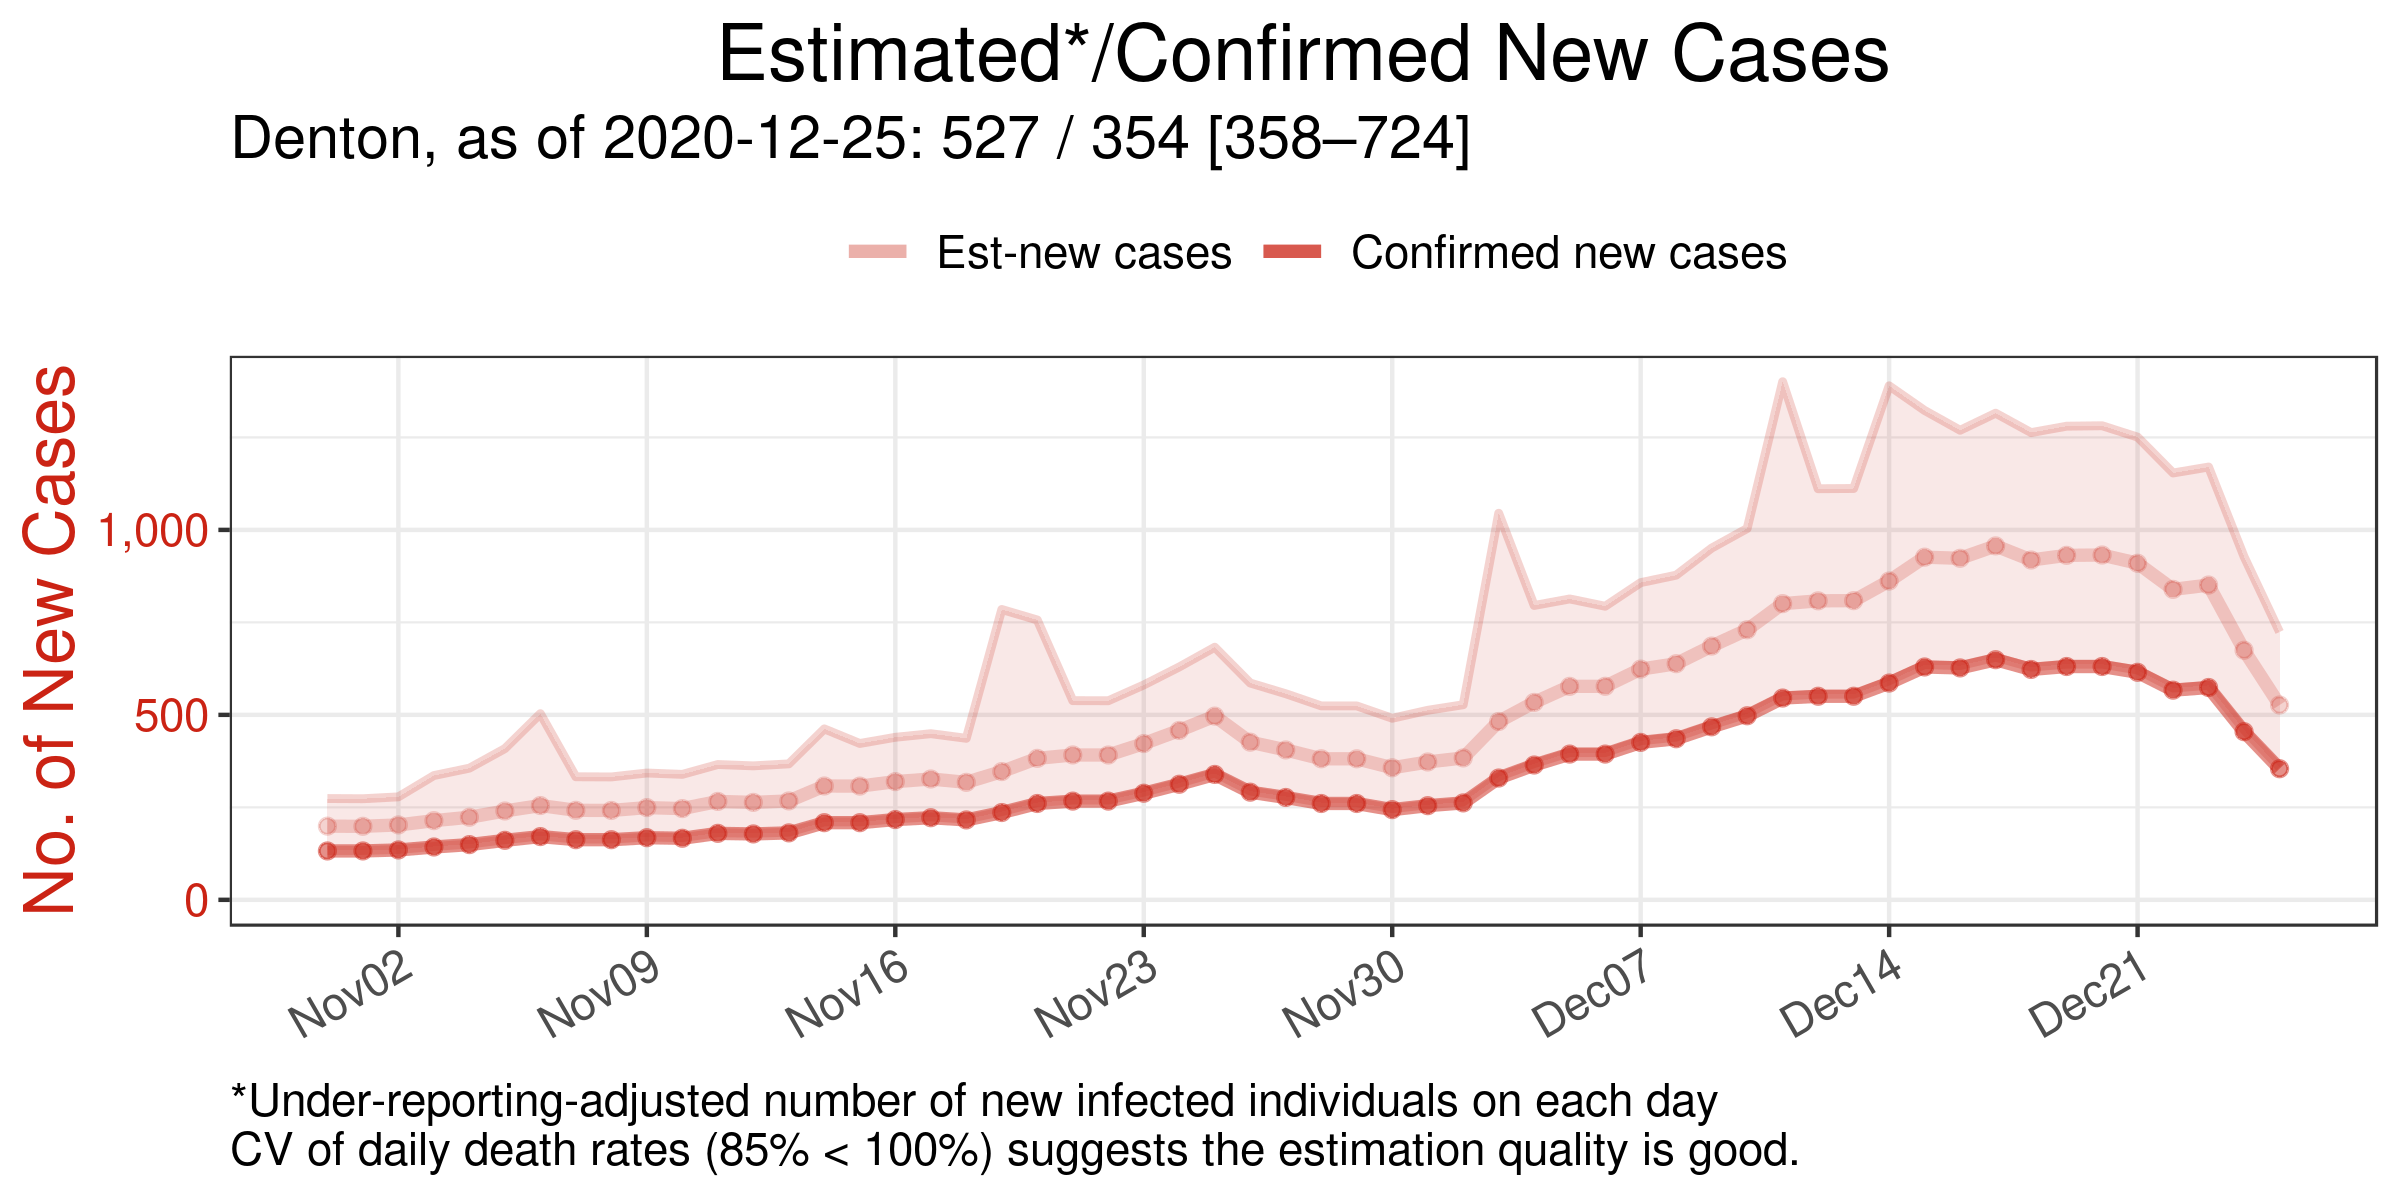 Estimated*/Confirmed New Cases
Denton, as of 2020-12-25: 527 / 354 [358–724]
Est-new cases Confirmed new cases
No. of New Cases
1,000
500
0
Nov02 Nov09 Nov16 Nov23 Nov30 Dec07 Dec14 Dec21
*Under-reporting-adjusted number of new infected individuals on each day
CV of daily death rates (85% < 100%) suggests the estimation quality is good.